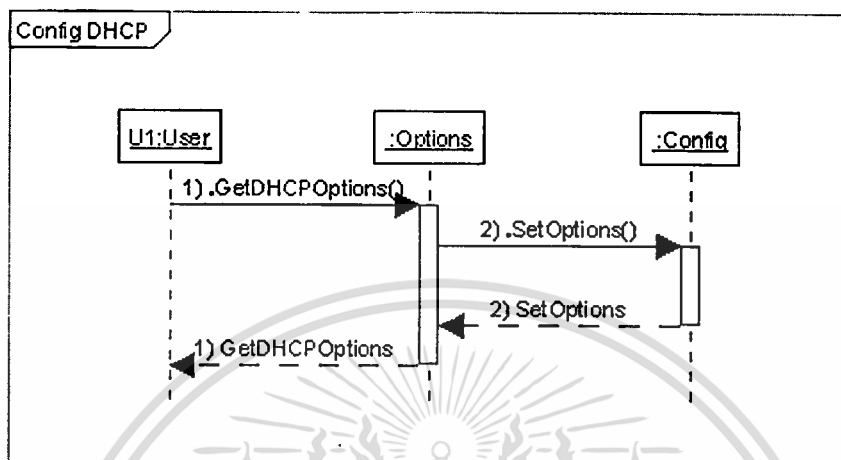 Config DHCP
U1:User
:Options
:Config
1) .GetDHCPOptions()
2) .SetOptions()
2) SetOptions
1) GetDHCPOptions